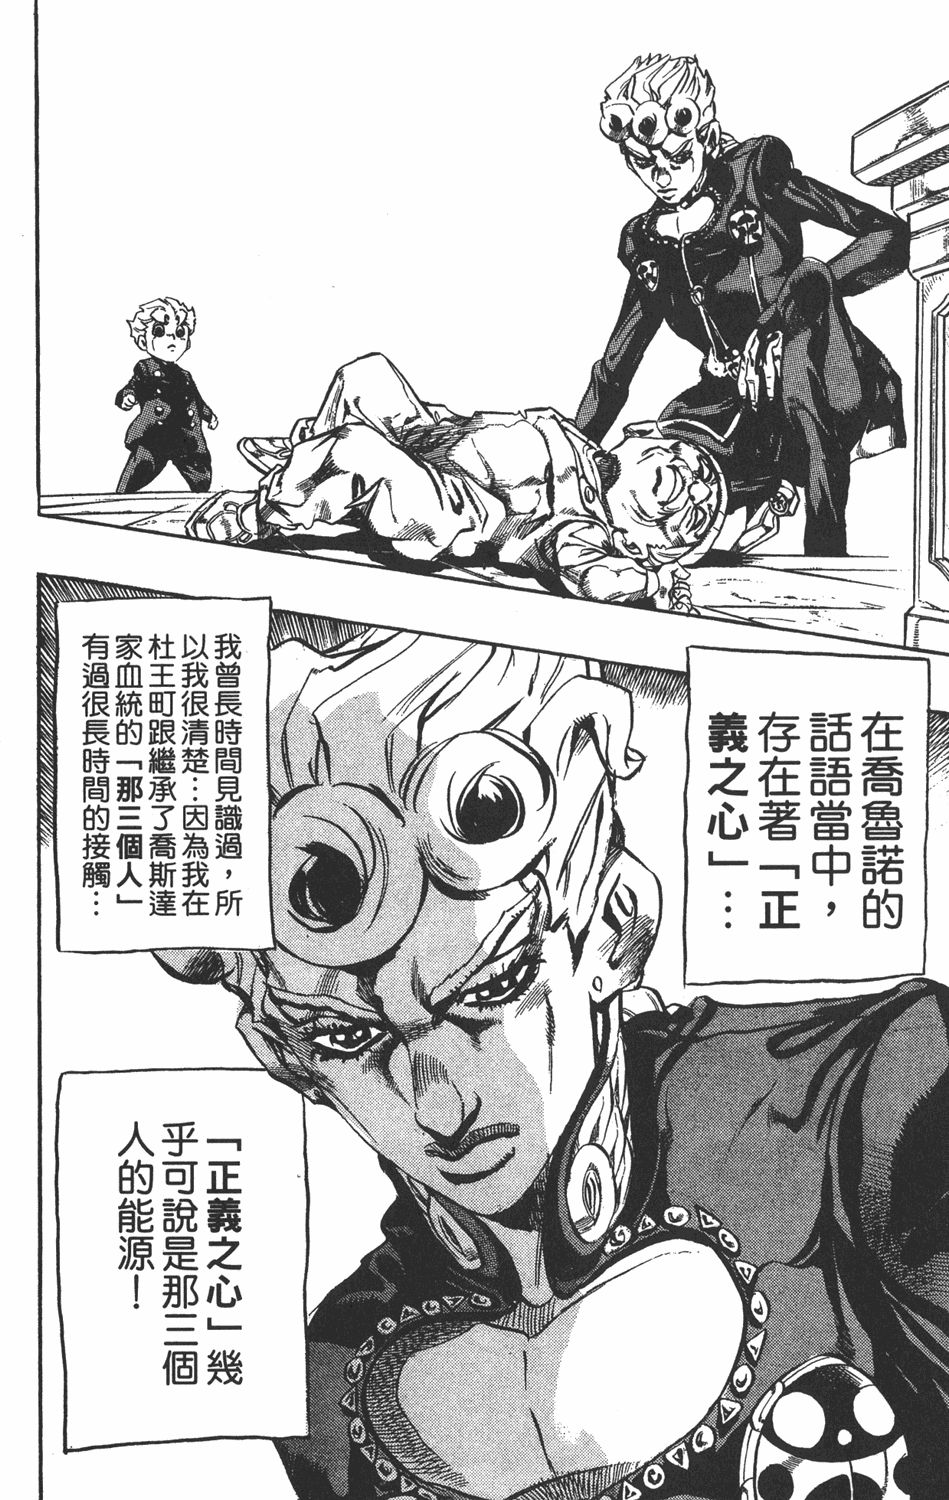 在喬魯諾的
話語當中，
存在著「正
義之心」…
我曾長時間見識過，所
以我很清楚…因為我在
杜王町跟繼承了喬斯達
家血統的「那三個人」
有過很長時間的接觸…
「正義之心」幾
乎可說是那三個
人的能源！